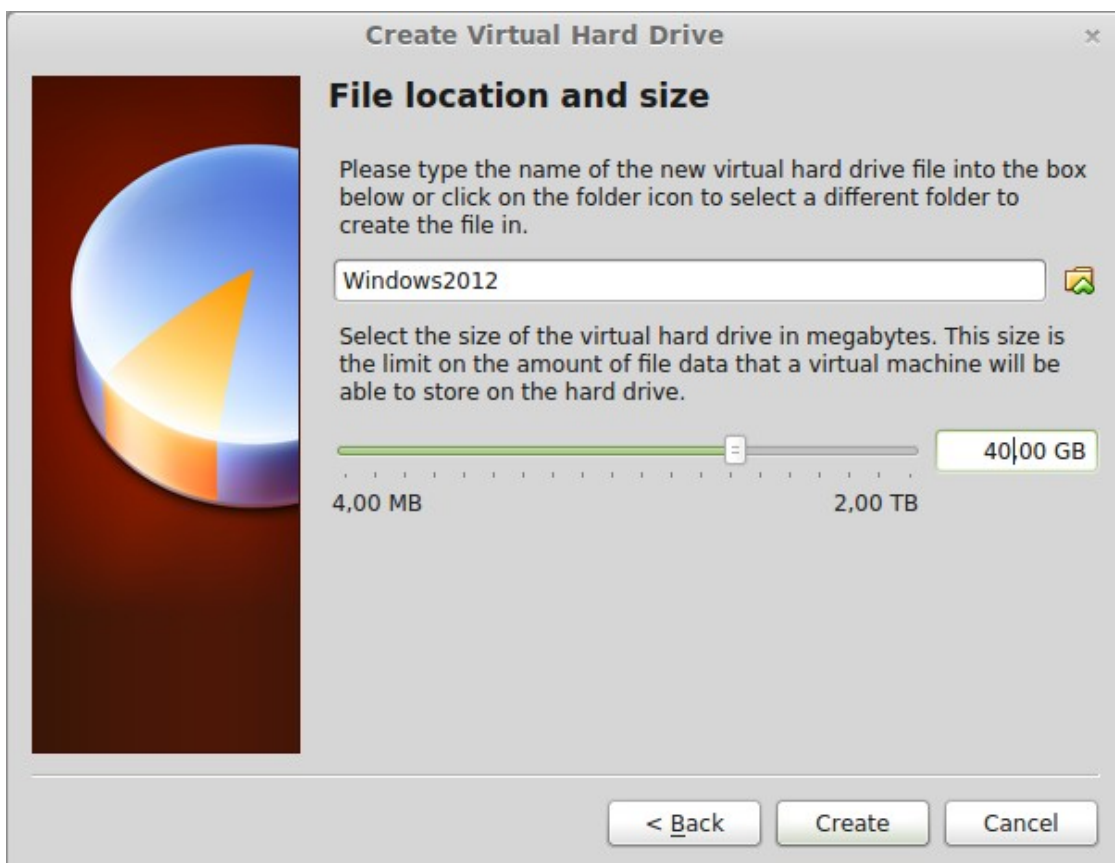 Create Virtual Hard Drive
File location and size
Please type the name of the new virtual hard drive file into the box
below or click on the folder icon to select a different folder to
create the file in.
Windows2012
Select the size of the virtual hard drive in megabytes. This size is
the limit on the amount of file data that a virtual machine will be
able to store on the hard drive.
40,00 GB
4,00 MB 2,00 TB
< Back Create Cancel